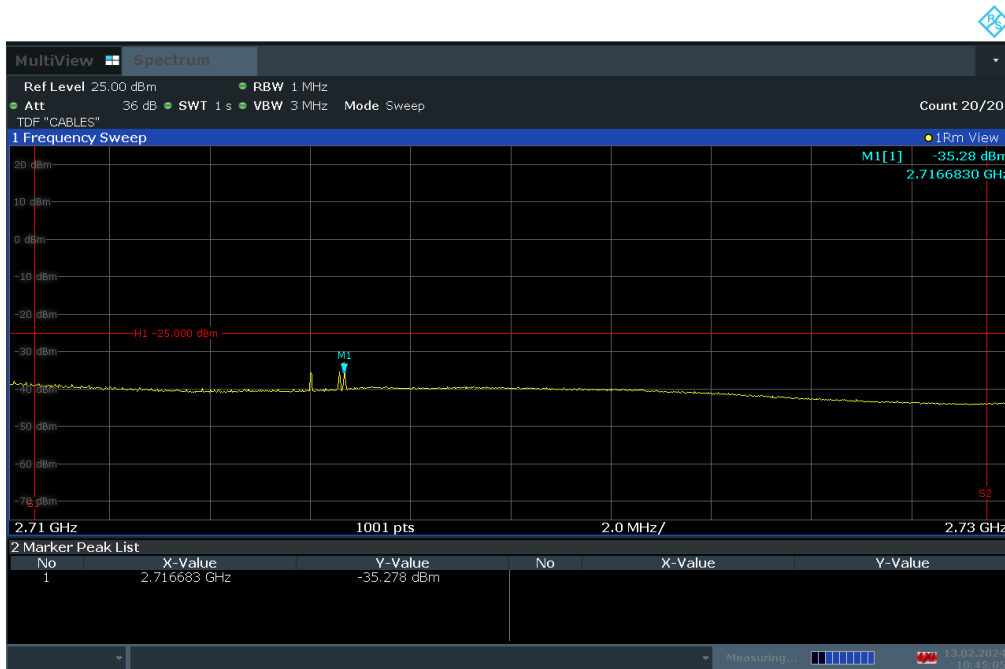 R S
MultiView Spectrum
Ref Level 25.00 dBm RBW 1 MHz
Att 36 dB SWT 1 s VBW 3 MHz Mode Sweep Count 20/20
TDF "CABLES"
1 Frequency Sweep 1Rm View
M1[1] -35.28 dBm
2.7166830 GHz
20 dBm
10 dBm
0 dBm
-10 dBm
-20 dBm
H1 -25.000 dBm
-30 dBm
M1
-40 dBm
-50 dBm
-60 dBm
-70 dBm
S1
S2
2.71 GHz 1001 pts 2.0 MHz/ 2.73 GHz
2 Marker Peak List
No X-Value Y-Value No X-Value Y-Value
1 2.716683 GHz -35.278 dBm
Measuring... 13.02.2024
10:45:05